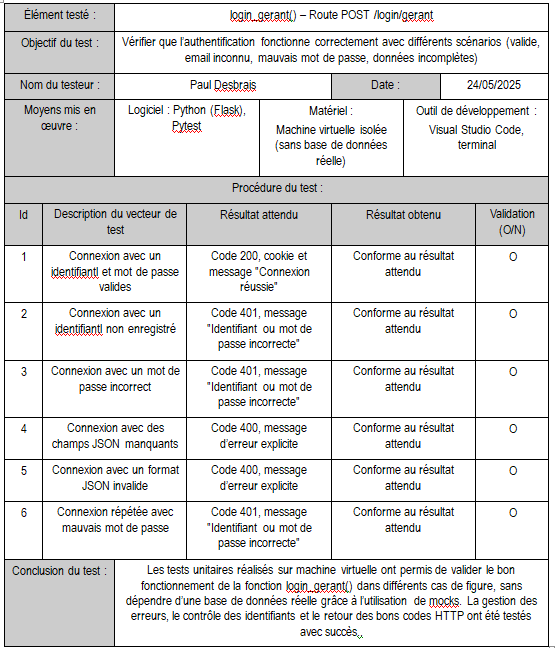 Élément testé :
login_gerant() – Route POST /login/gerant
Objectif du test :
Vérifier que l'authentification fonctionne correctement avec différents scénarios (valide,
email inconnu, mauvais mot de passe, données incomplètes)
Nom du testeur :
Paul Desbrais
Date :
24/05/2025
Moyens mis en
œuvre :
Logiciel : Python (Flask),
Pytest
Matériel :
Machine virtuelle isolée
(sans base de données
réelle)
Outil de développement :
Visual Studio Code,
terminal
Procédure du test :
Id
Description du vecteur de
test
Résultat attendu
Résultat obtenu
Validation
(O/N)
1
Connexion avec un
identifiantl et mot de passe
valides
Code 200, cookie et
message "Connexion
réussie"
Conforme au résultat
attendu
O
2
Connexion avec un
identifiantl non enregistré
Code 401, message
"Identifiant ou mot de
passe incorrecte"
Conforme au résultat
attendu
O
3
Connexion avec un mot de
passe incorrect
Code 401, message
"Identifiant ou mot de
passe incorrecte"
Conforme au résultat
attendu
O
4
Connexion avec des
champs JSON manquants
Code 400, message
d'erreur explicite
Conforme au résultat
attendu
O
5
Connexion avec un format
JSON invalide
Code 400, message
d'erreur explicite
Conforme au résultat
attendu
O
6
Connexion répétée avec
mauvais mot de passe
Code 401, message
"Identifiant ou mot de
passe incorrecte"
Conforme au résultat
attendu
O
Conclusion du test :
Les tests unitaires réalisés sur machine virtuelle ont permis de valider le bon
fonctionnement de la fonction login_gerant() dans différents cas de figure, sans
dépendre d'une base de données réelle grâce à l'utilisation de mocks. La gestion des
erreurs, le contrôle des identifiants et le retour des bons codes HTTP ont été testés
avec succès..